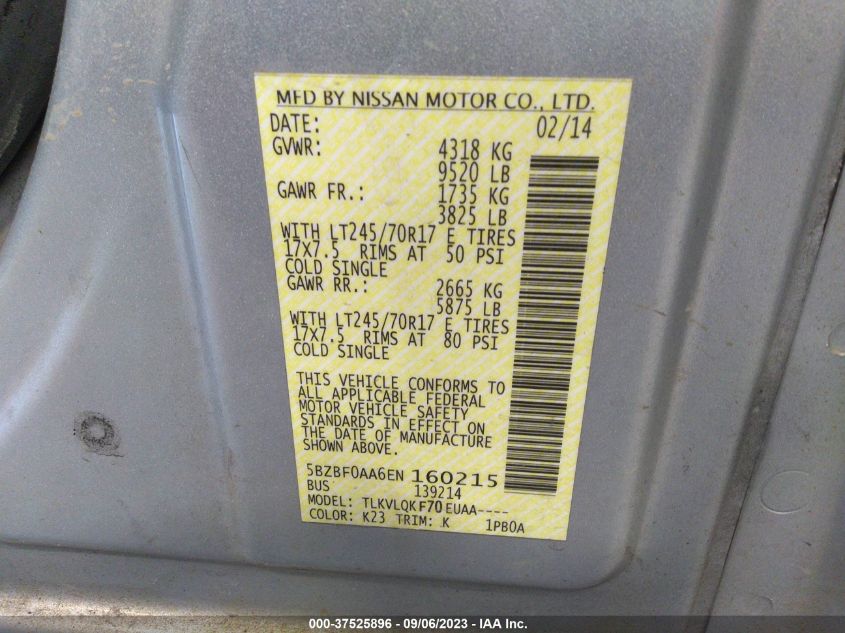 MFD BY NISSAN MOTOR CO., LTD.
DATE: 02/14
GVWR: 4318 KG
9520 LB
GAWR FR.: 1735 KG
3825 LB
WITH LT245/70R17 E TIRES
17X7.5 RIMS AT 50 PSI
COLD SINGLE
GAWR RR.: 2665 KG
5875 LB
WITH LT245/70R17 E TIRES
17X7.5 RIMS AT 80 PSI
COLD SINGLE
THIS VEHICLE CONFORMS TO
ALL APPLICABLE FEDERAL
MOTOR VEHICLE SAFETY
STANDARDS IN EFFECT ON
THE DATE OF MANUFACTURE
SHOWN ABOVE.
5BZBF0AA6EN 160215
BUS 139214
MODEL: TLKVLQKF70EUAA----
COLOR: K23 TRIM: K 1PB0A
000-37525896 - 09/06/2023 - IAA Inc.